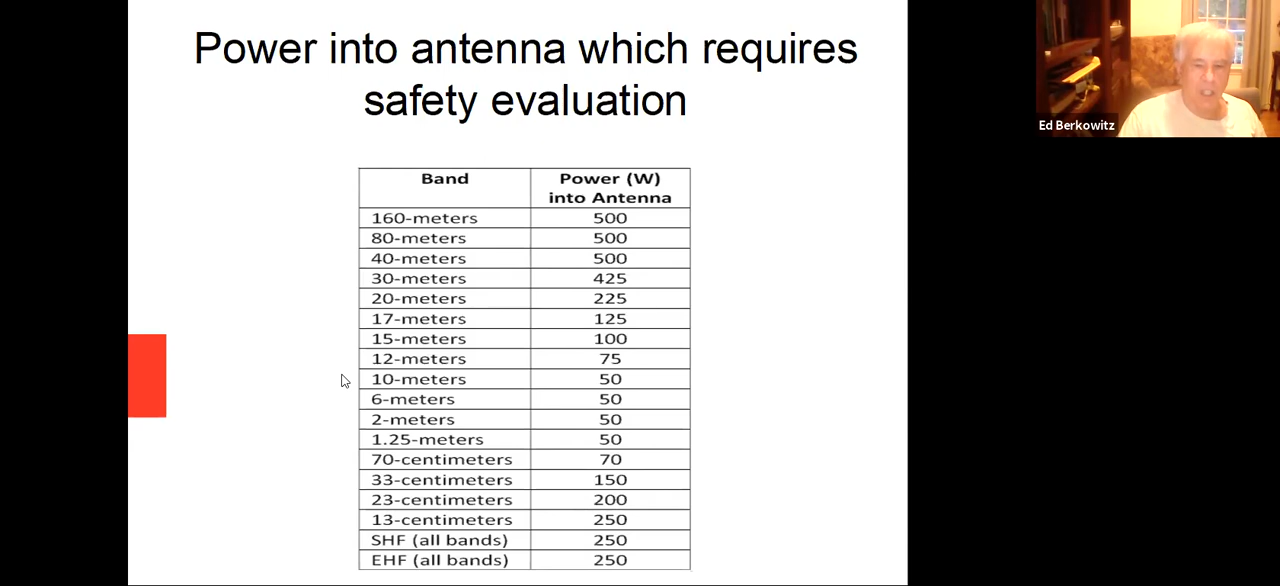 Power into antenna which requires
safety evaluation
Ed Berkowitz
Band Power (W)
into Antenna
160-meters 500
80-meters 500
40-meters 500
30-meters 425
20-meters 225
17-meters 125
15-meters 100
12-meters 75
10-meters 50
6-meters 50
2-meters 50
1.25-meters 50
70-centimeters 70
33-centimeters 150
23-centimeters 200
13-centimeters 250
SHF (all bands) 250
EHF (all bands) 250